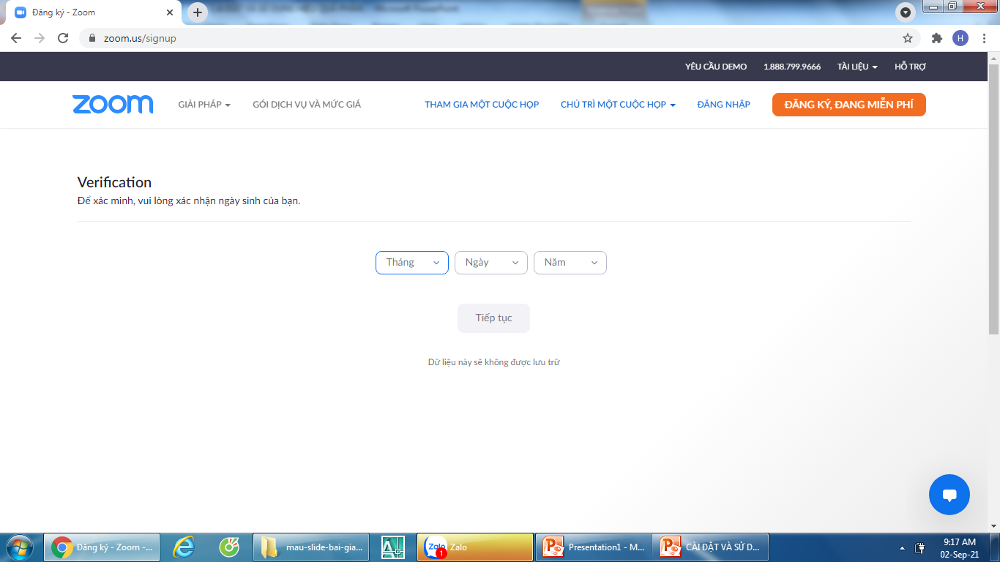 Đăng ký - Zoom
zoom.us/signup
H
YÊU CẦU DEMO 1.888.799.9666 TÀI LIỆU HỖ TRỢ
zoom GIẢI PHÁP GÓI DỊCH VỤ VÀ MỨC GIÁ THAM GIA MỘT CUỘC HỌP CHỦ TRÌ MỘT CUỘC HỌP ĐĂNG NHẬP ĐĂNG KÝ, ĐANG MIỄN PHÍ
Verification
Để xác minh, vui lòng xác nhận ngày sinh của bạn.
Tháng Ngày Năm
Tiếp tục
Dữ liệu này sẽ không được lưu trữ
Đăng ký - Zoom -... mau-slide-bai-gia... Zalo 1 Zalo Presentation1 - M... CÀI ĐẶT VÀ SỬ D... 9:17 AM
02-Sep-21